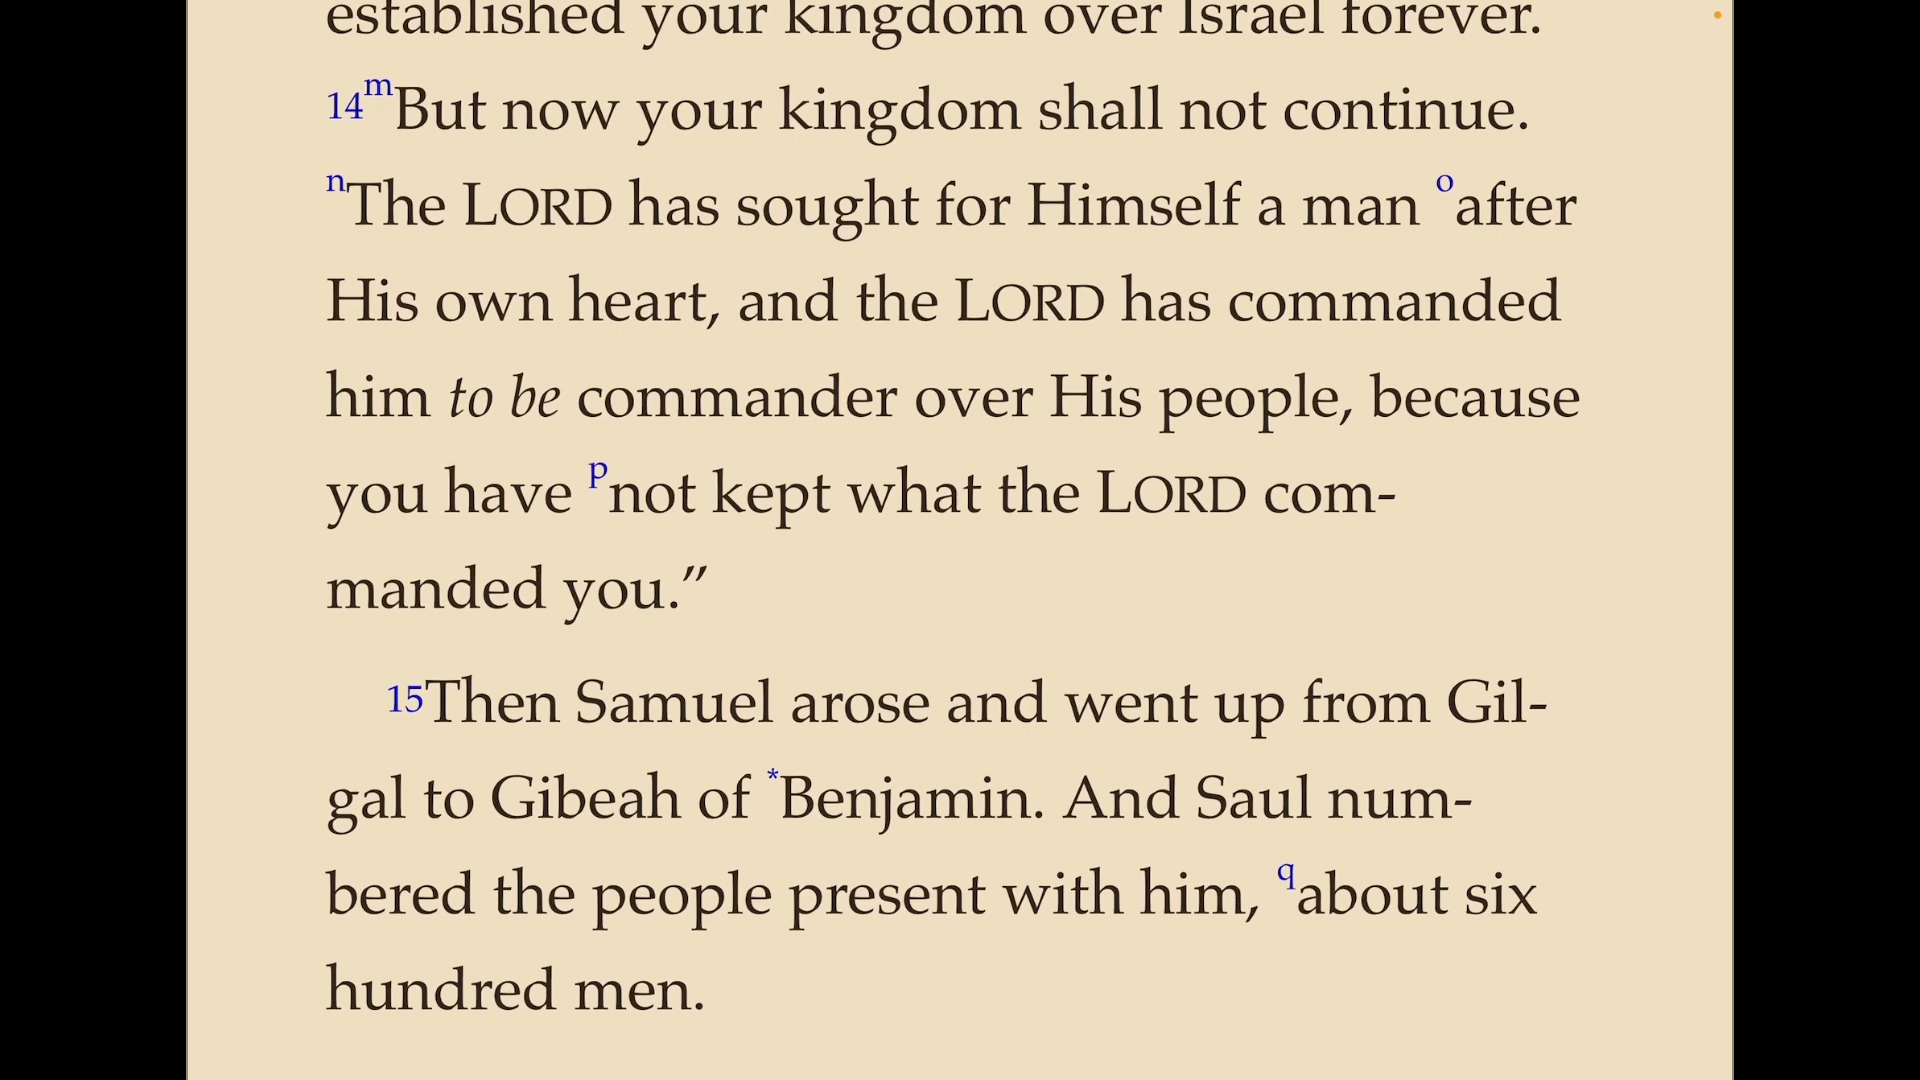 established your kingdom over Israel forever.
14mBut now your kingdom shall not continue.
nThe LORD has sought for Himself a man oafter
His own heart, and the LORD has commanded
him to be commander over His people, because
you have pnot kept what the LORD com-
manded you.”
15Then Samuel arose and went up from Gil-
gal to Gibeah of *Benjamin. And Saul num-
bered the people present with him, qabout six
hundred men.